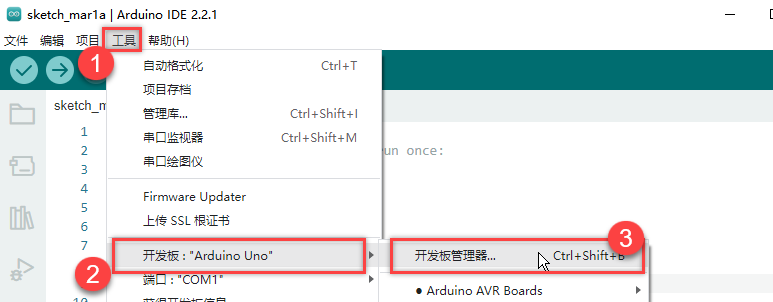 sketch_mar1a | Arduino IDE 2.2.1
文件 编辑 项目 工具 帮助(H)
1
自动格式化 Ctrl+T
项目存档
管理库... Ctrl+Shift+I
串口监视器 Ctrl+Shift+M
串口绘图仪
Firmware Updater
上传 SSL 根证书
开发板 : "Arduino Uno"
2
端口 : "COM1"
开发板管理器... Ctrl+Shift+B
3
● Arduino AVR Boards
sketch_m
1
2
3
4
5
6
7
un once: